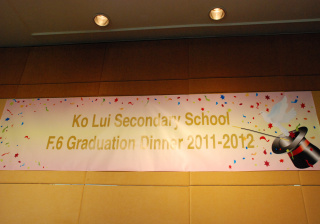 Ko Lui Secondary School
F.6 Graduation Dinner 2011-2012